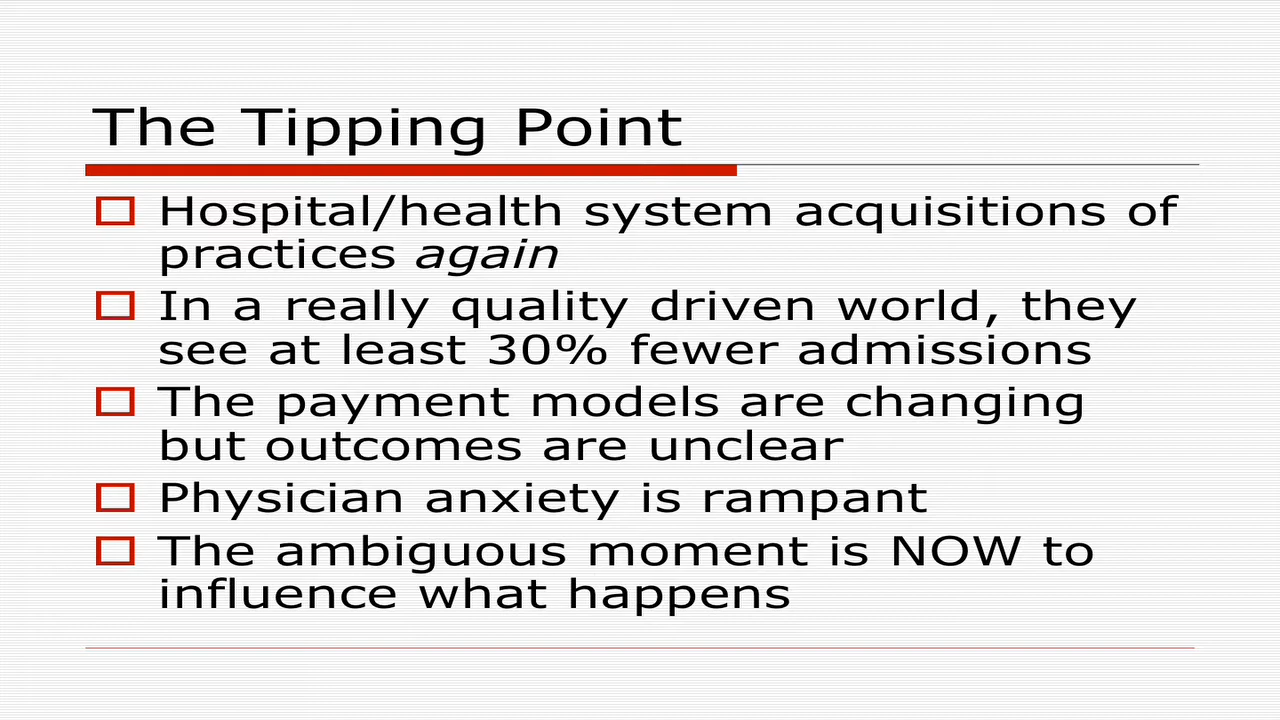 The Tipping Point
Hospital/health system acquisitions of
practices again
In a really quality driven world, they
see at least 30% fewer admissions
The payment models are changing
but outcomes are unclear
Physician anxiety is rampant
The ambiguous moment is NOW to
influence what happens